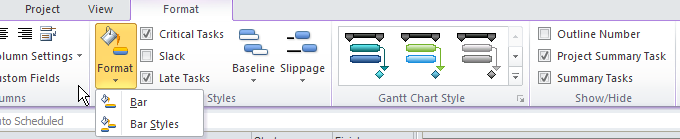 Project View Format
Critical Tasks
Outline Number
olumn Settings
Slack
Project Summary Task
ustom Fields
Format
Late Tasks
Baseline
Slippage
Summary Tasks
umns
Styles
Gantt Chart Style
Show/Hide
Bar
Bar Styles
uto Scheduled